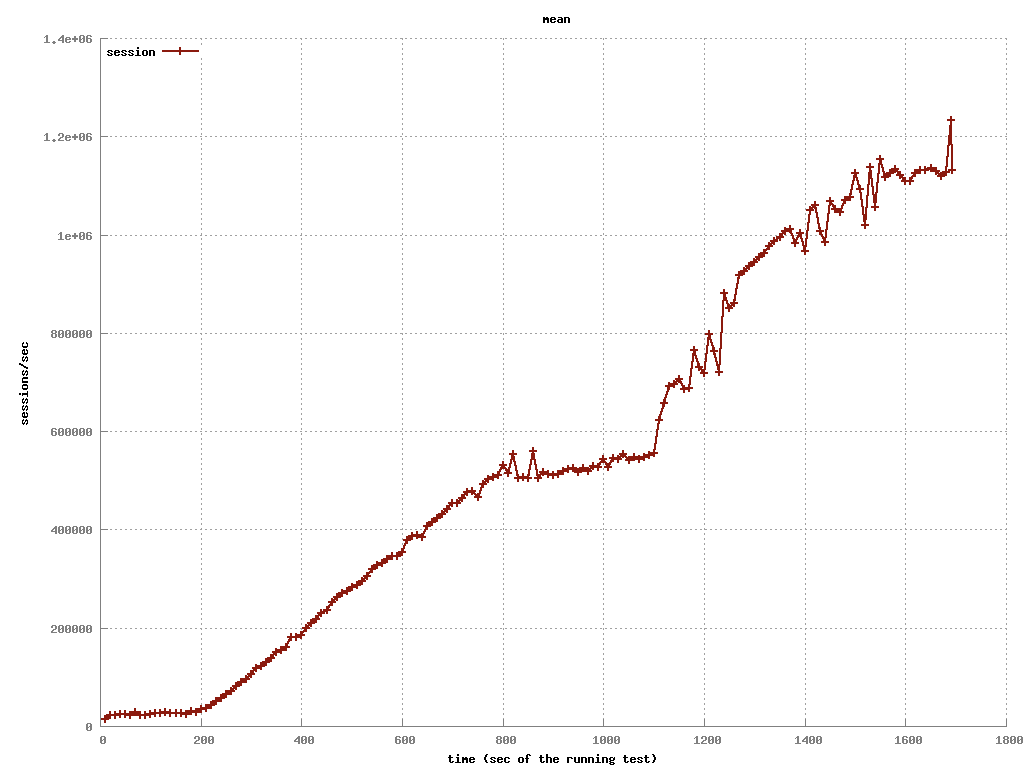 mean
1.4e+06
session
1.2e+06
1e+06
800000
sessions/sec
600000
400000
200000
0
0 200 400 600 800 1000 1200 1400 1600 1800
time (sec of the running test)